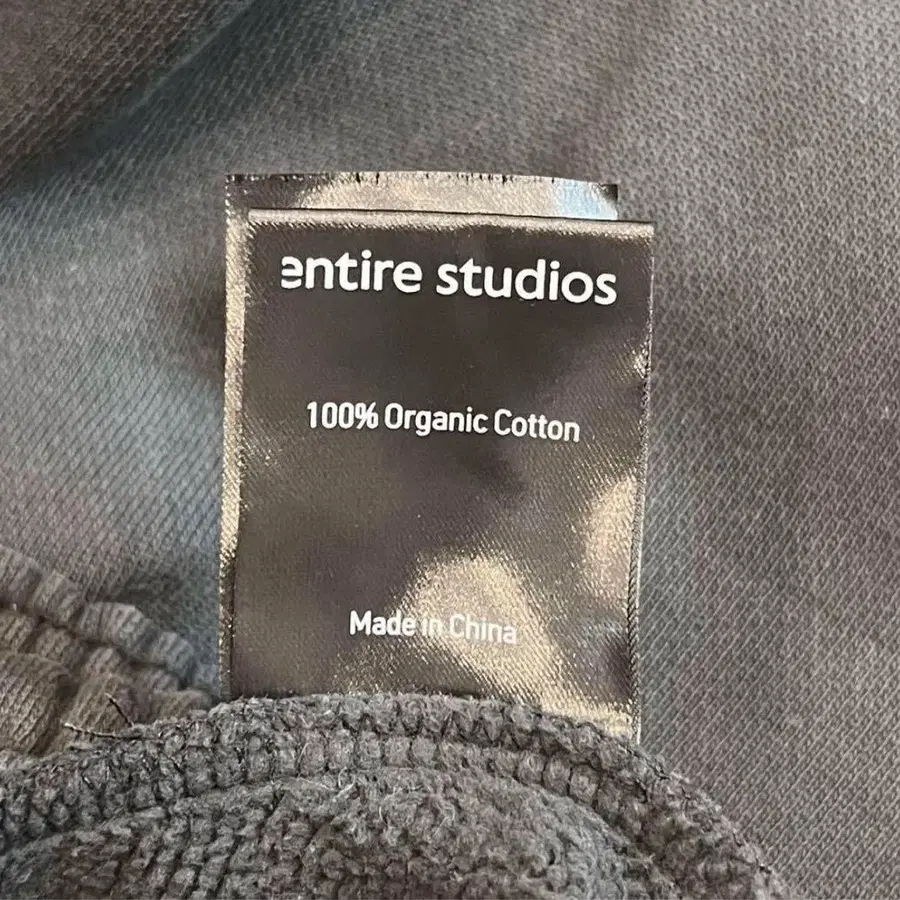 entire studios
100% Organic Cotton
Made in China